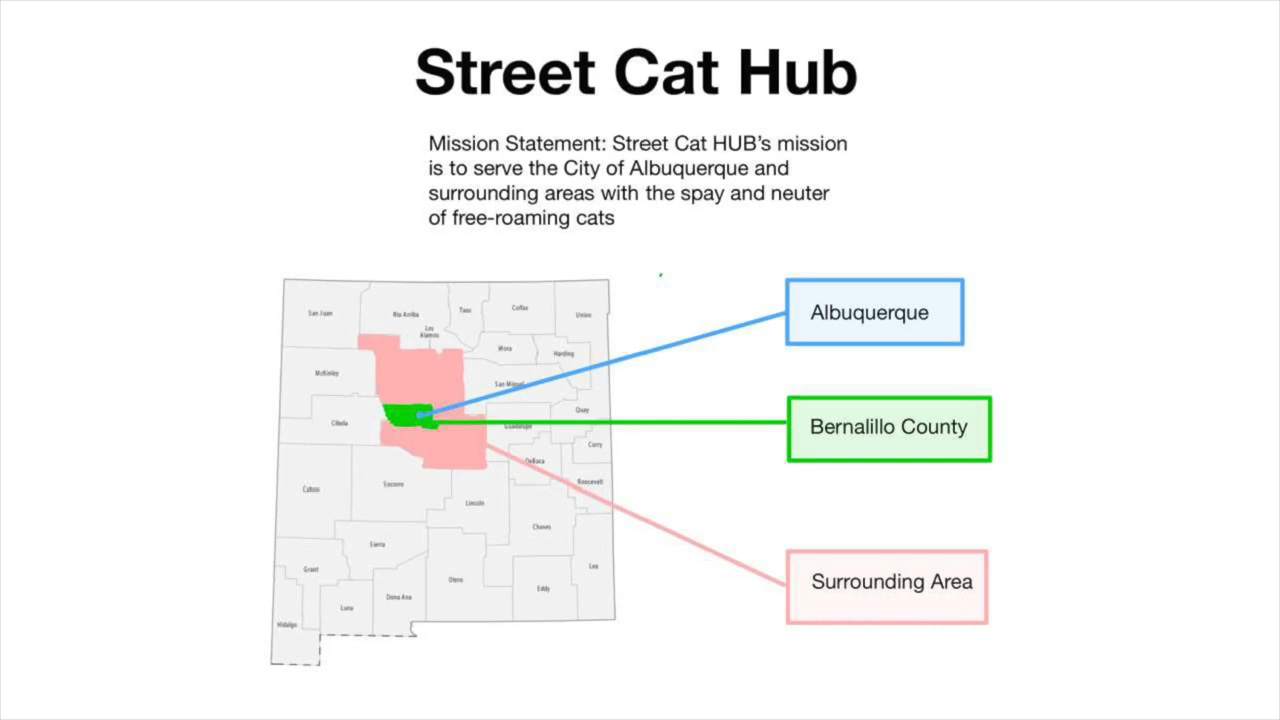 Street Cat Hub
Mission Statement: Street Cat HUB's mission
is to serve the City of Albuquerque and
surrounding areas with the spay and neuter
of free-roaming cats
San Juan
Rio Arriba
Taos
Colfax
Union
Los
Alamos
Mora
Harding
McKinley
San Miguel
Quay
Cibola
Guadalupe
Curry
DeBaca
Catron
Socorro
Roosevelt
Lincoln
Chaves
Sierra
Grant
Otero
Lea
Eddy
Luna
Dona Ana
Hidalgo
Albuquerque
Bernalillo County
Surrounding Area